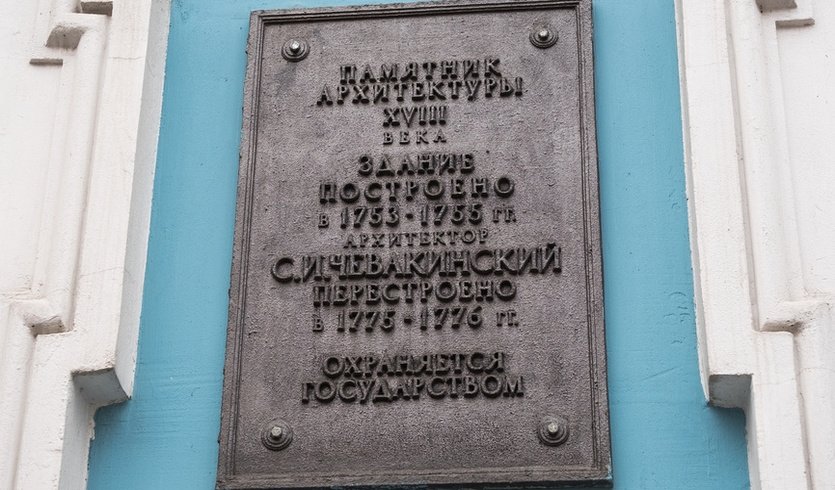 ПАМЯТНИК
АРХИТЕКТУРЫ
XVIII
ВЕКА
ЗДАНИЕ
ПОСТРОЕНО
В 1753-1755 ГГ.
АРХИТЕКТОР
С.И.ЧЕВАКИНСКИЙ
ПЕРЕСТРОЕНО
В 1775-1776 ГГ.
ОХРАНЯЕТСЯ
ГОСУДАРСТВОМ